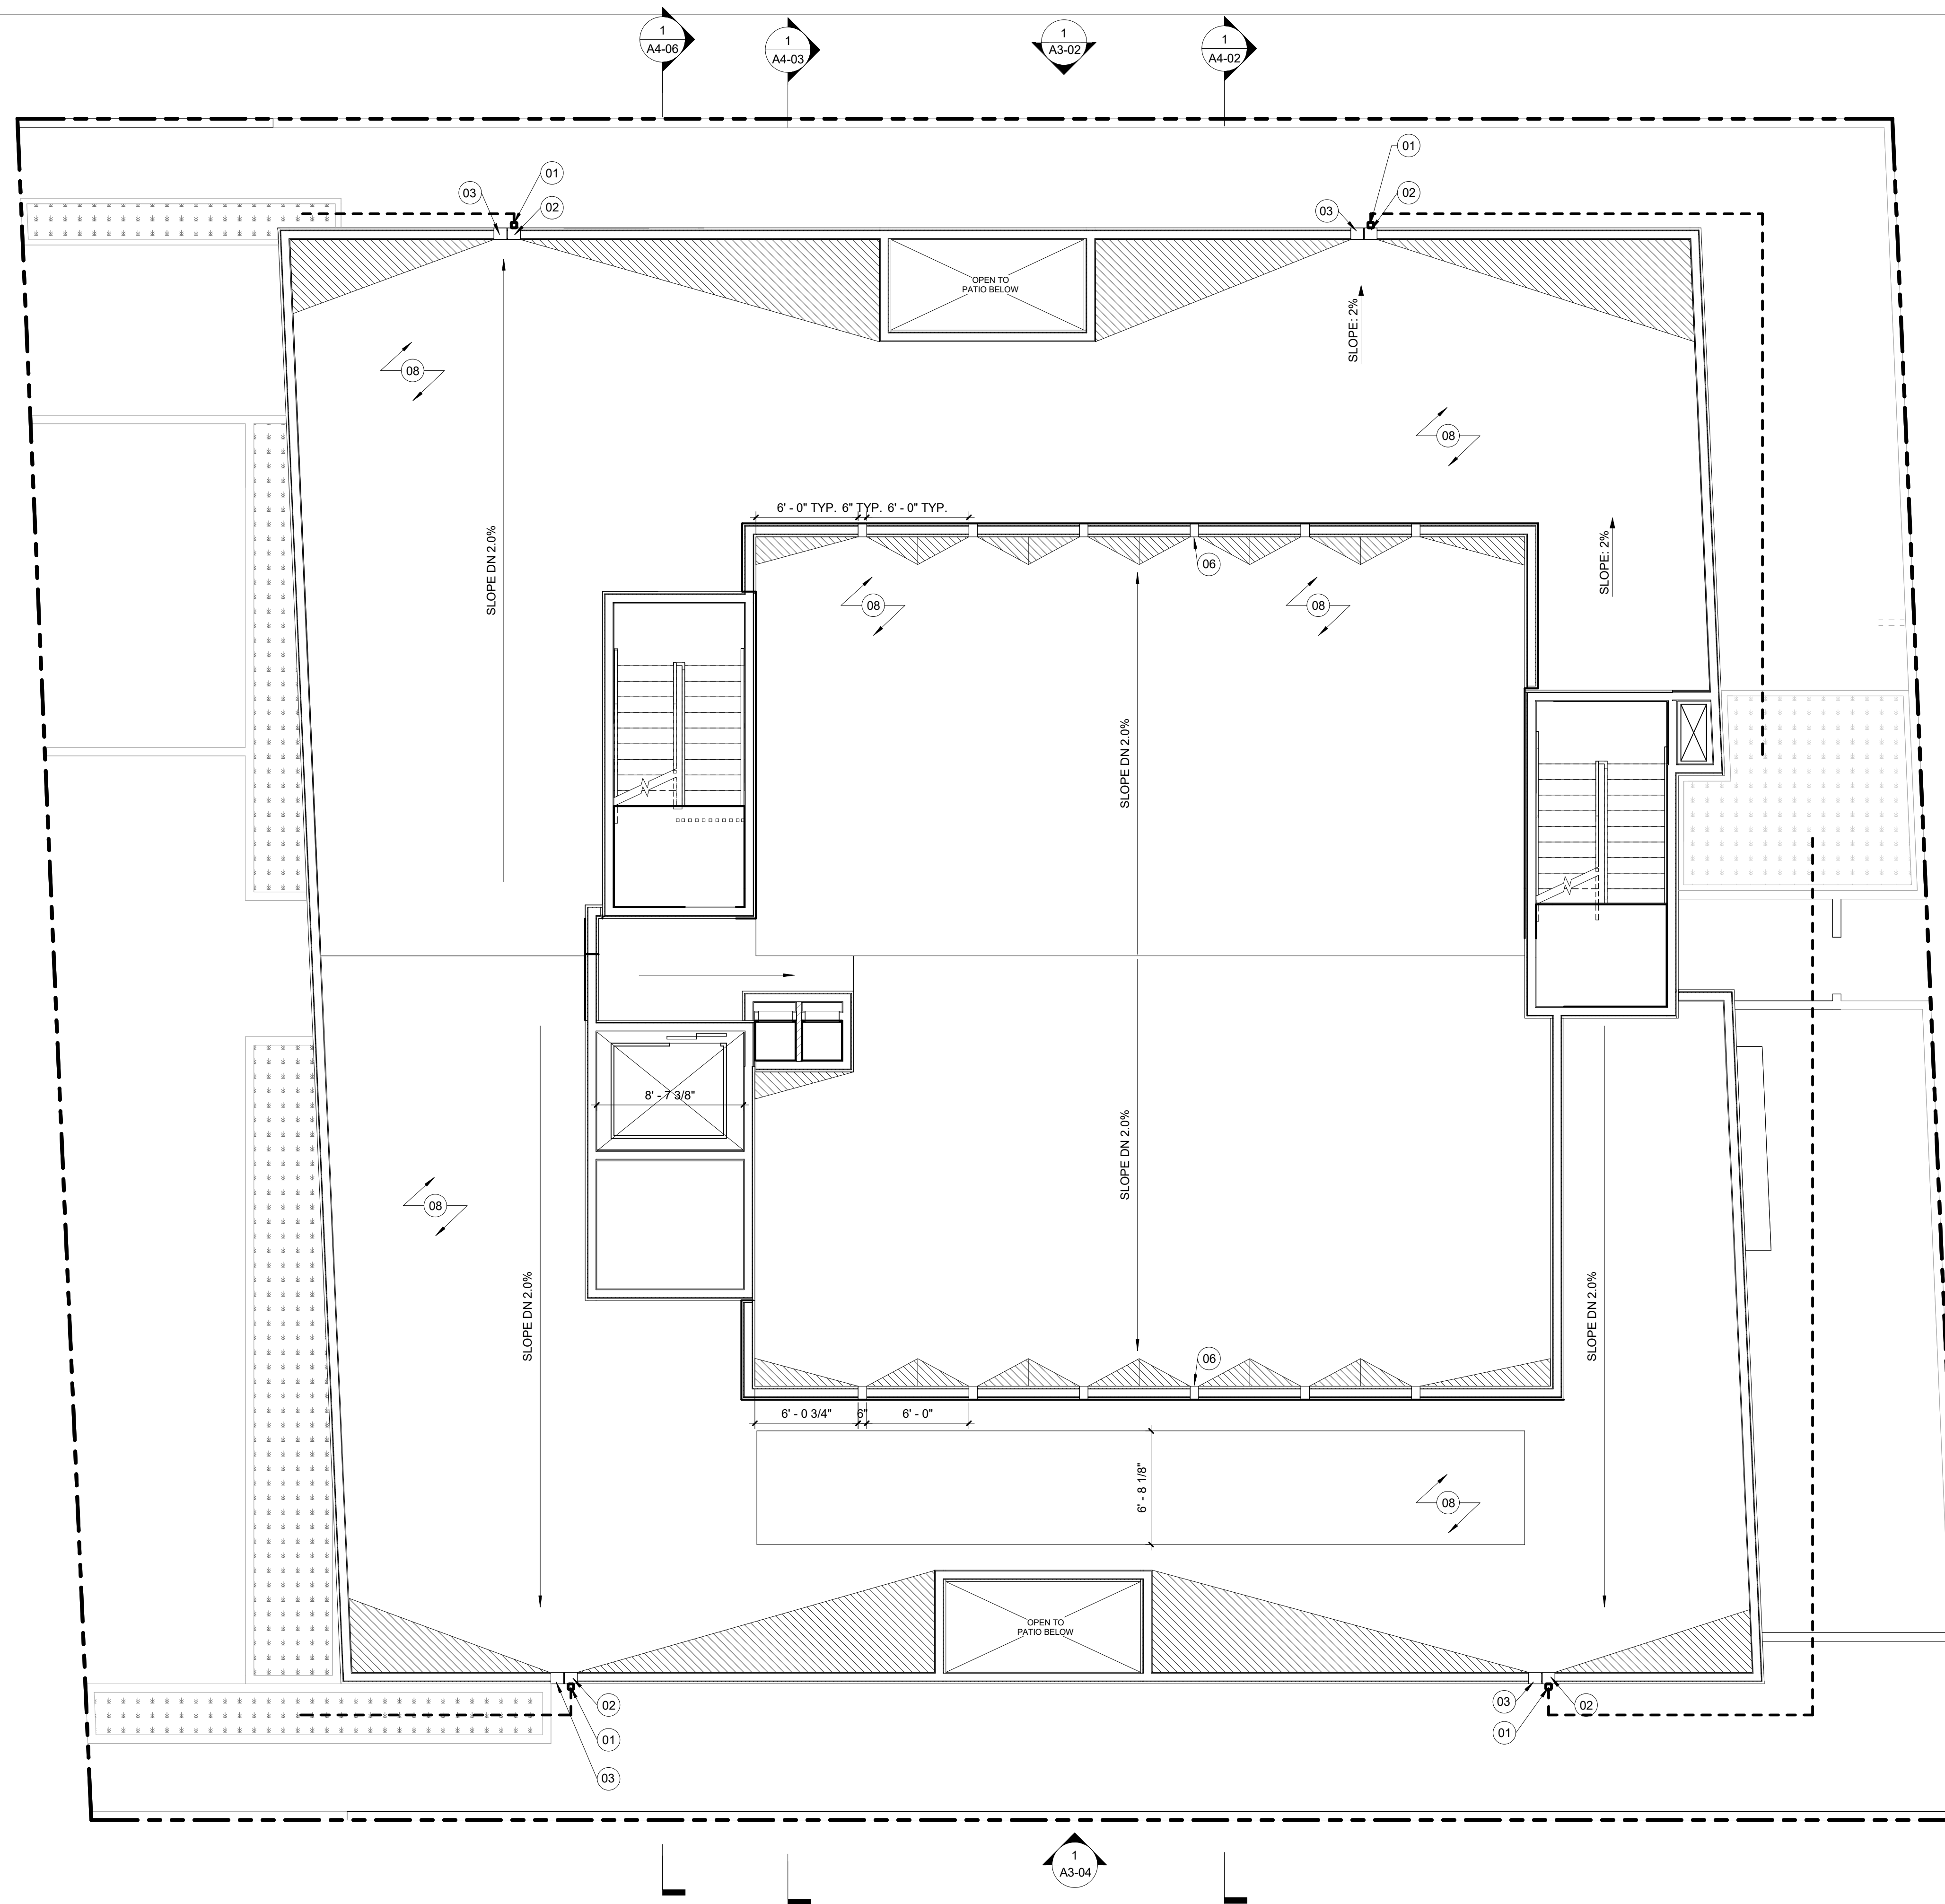 1
A4-06
1
A4-03
1
A3-02
1
A4-02
01
03
02
01
02
03
OPEN TO
PATIO BELOW
SLOPE: 2%
08
08
6' - 0" TYP. 6" TYP. 6' - 0" TYP.
SLOPE DN 2.0%
SLOPE: 2%
06
08
08
SLOPE DN 2.0%
8' - 7 3/8"
SLOPE DN 2.0%
08
SLOPE DN 2.0%
SLOPE DN 2.0%
06
6' - 0 3/4" 6" 6' - 0"
6' - 8 1/8"
08
OPEN TO
PATIO BELOW
02
01
03
03
02
01
1
A3-04